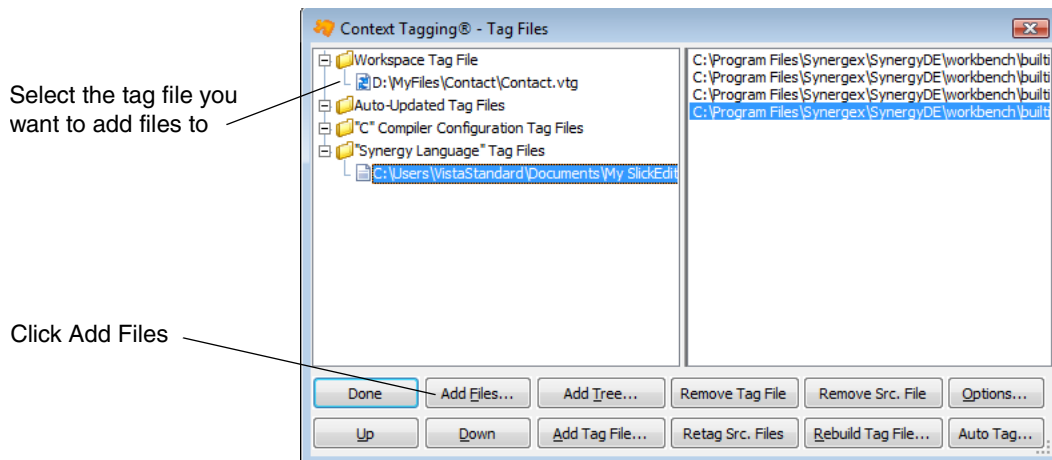 Context Tagging® - Tag Files
Workspace Tag File
D:\MyFiles\Contact\Contact.vtg
Auto-Updated Tag Files
"C" Compiler Configuration Tag Files
"Synergy Language" Tag Files
C:\Users\VistaStandard\Documents\My SlickEdit
C:\Program Files\Synergex\SynergyDE\workbench\builti
C:\Program Files\Synergex\SynergyDE\workbench\builti
C:\Program Files\Synergex\SynergyDE\workbench\builti
C:\Program Files\Synergex\SynergyDE\workbench\builti
Select the tag file you
want to add files to
Click Add Files
Done
Add Files...
Add Tree...
Remove Tag File
Remove Src. File
Options...
Up
Down
Add Tag File...
Retag Src. Files
Rebuild Tag File...
Auto Tag...